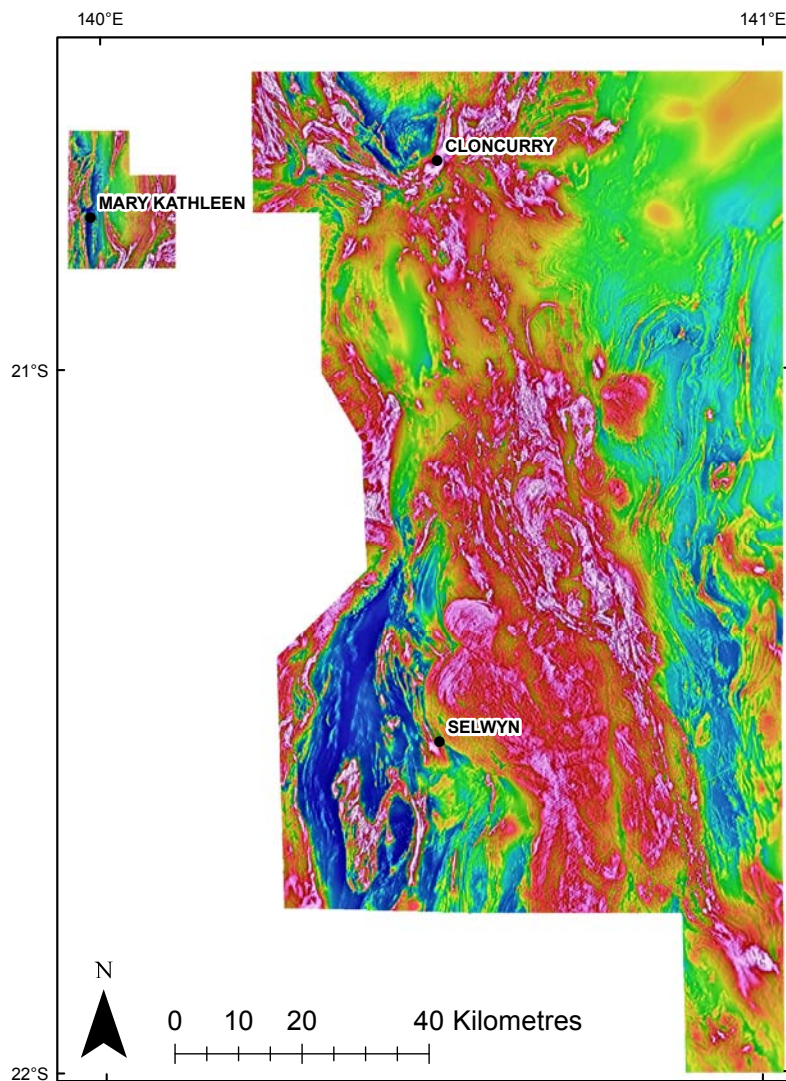 140°E 141°E
CLONCURRY
MARY KATHLEEN
21°S
SELWYN
N
0 10 20 40 Kilometres
22°S